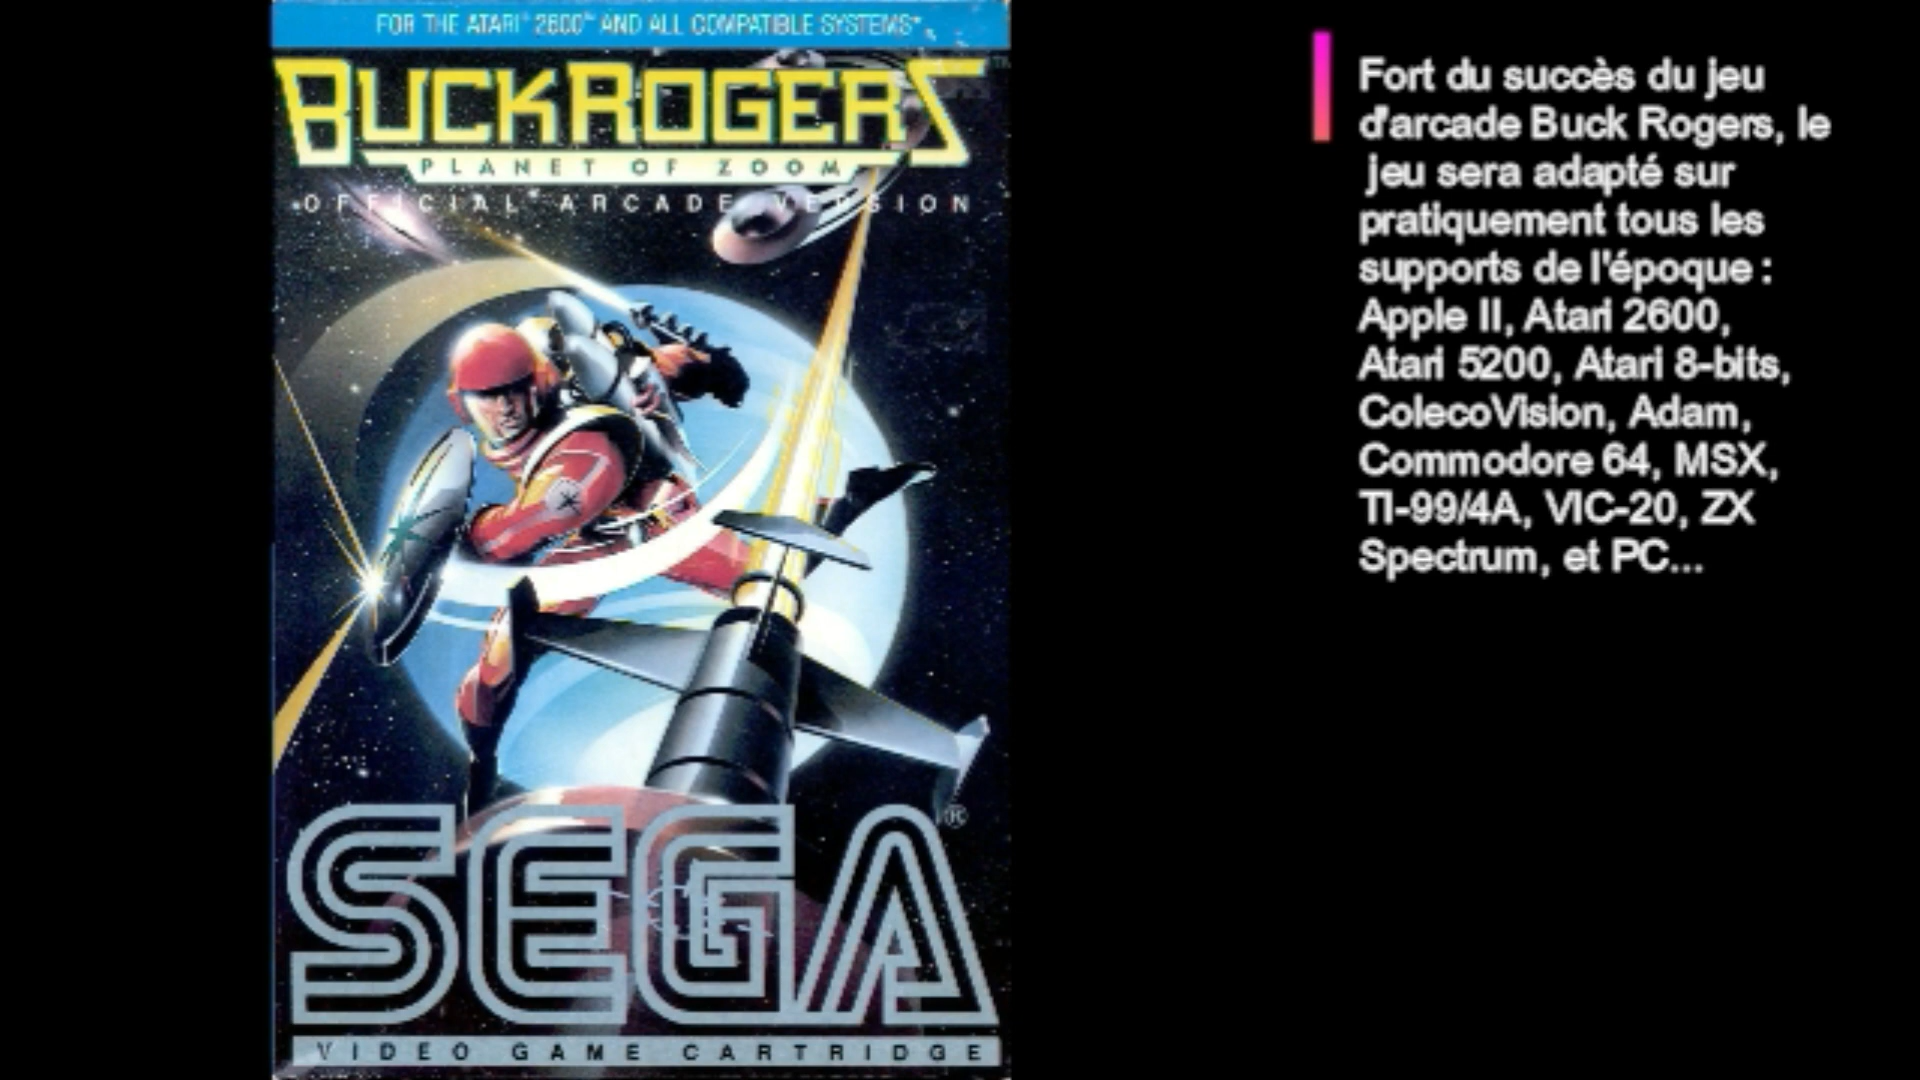 FOR THE ATARI® 2600™ AND ALL COMPATIBLE SYSTEMS*
BUCK ROGERS™
PLANET OF ZOOM
OFFICIAL ARCADE VERSION
SEGA®
VIDEO GAME CARTRIDGE
Fort du succès du jeu
d'arcade Buck Rogers, le
jeu sera adapté sur
pratiquement tous les
supports de l'époque :
Apple II, Atari 2600,
Atari 5200, Atari 8-bits,
ColecoVision, Adam,
Commodore 64, MSX,
TI-99/4A, VIC-20, ZX
Spectrum, et PC...